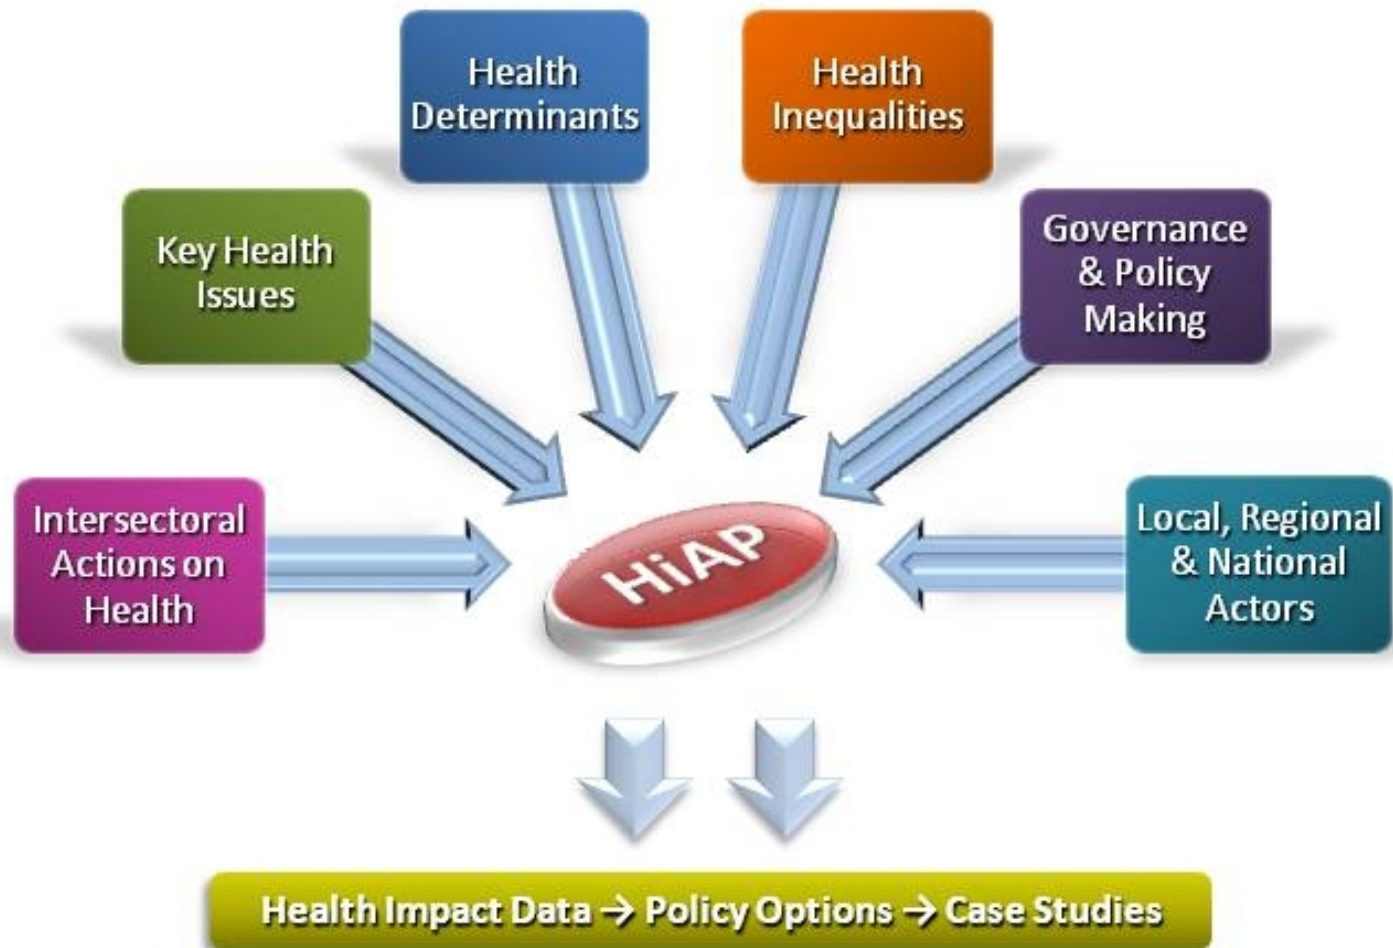 Health
Determinants
Health
Inequalities
Key Health
Issues
Governance
& Policy
Making
Intersectoral
Actions on
Health
HiAP
Local, Regional
& National
Actors
Health Impact Data → Policy Options → Case Studies